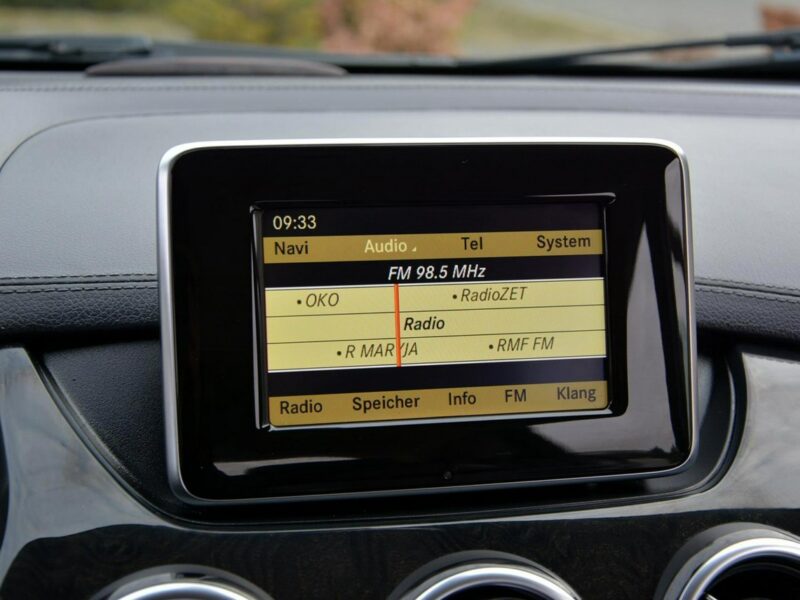 09:33
Navi Audio Tel System
FM 98.5 MHz
•OKO •RadioZET
Radio
•R MARYJA •RMF FM
Radio Speicher Info FM Klang